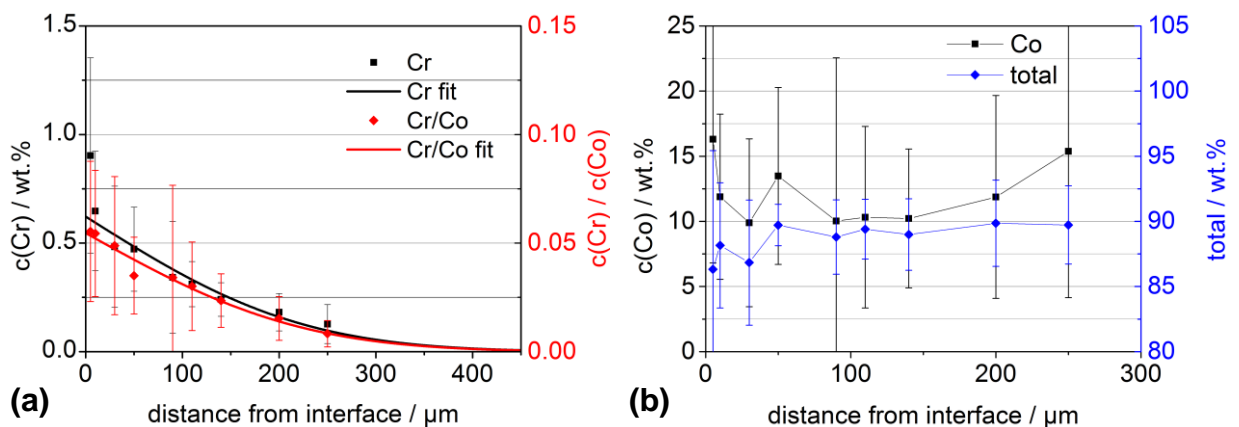 1.5
1.0
0.5
0.0
c(Cr) / wt.%
Cr
Cr fit
Cr/Co
Cr/Co fit
0.15
0.10
0.05
0.00
c(Cr) / c(Co)
0 100 200 300 400
distance from interface / µm
(a)
25
20
15
10
5
0
c(Co) / wt.%
Co
total
105
100
95
90
85
80
total / wt.%
0 100 200 300
distance from interface / µm
(b)